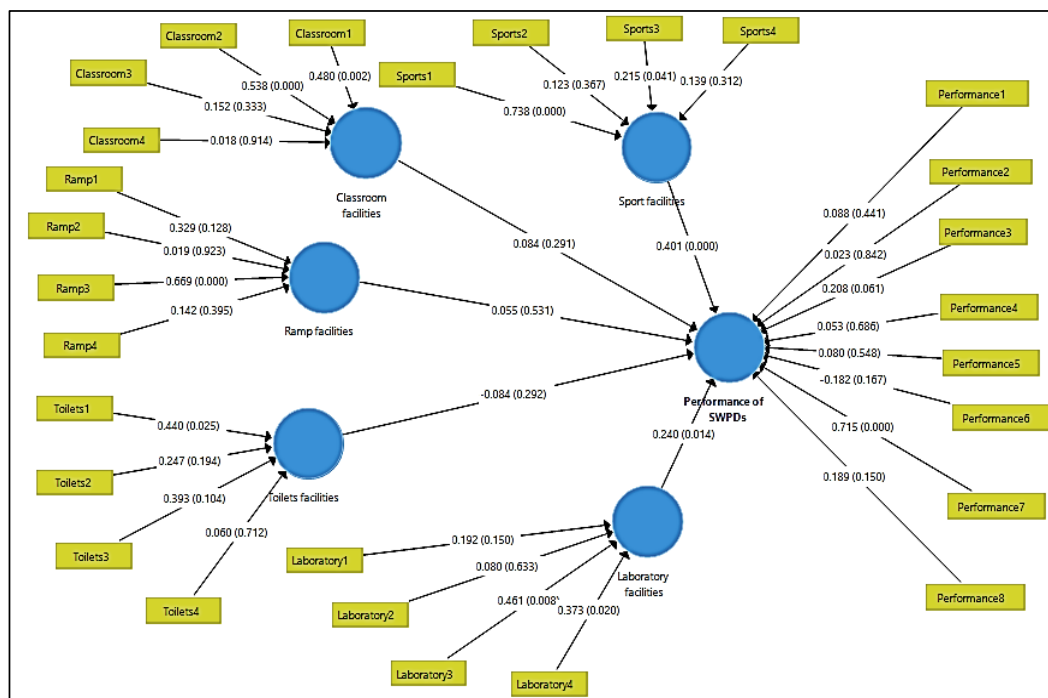 Classroom2
Classroom1
Classroom3
Classroom4
0.480 (0.002)
0.538 (0.000)
0.152 (0.333)
0.018 (0.914)
Classroom
facilities
Sports2
Sports3
Sports4
Sports1
0.215 (0.041)
0.123 (0.367)
0.139 (0.312)
0.738 (0.000)
Sport facilities
Ramp1
Ramp2
Ramp3
Ramp4
0.329 (0.128)
0.019 (0.923)
0.669 (0.000)
0.142 (0.395)
Ramp facilities
Toilets1
Toilets2
Toilets3
Toilets4
0.440 (0.025)
0.247 (0.194)
0.393 (0.104)
0.060 (0.712)
Toilets facilities
Laboratory1
Laboratory2
Laboratory3
Laboratory4
0.192 (0.150)
0.080 (0.633)
0.461 (0.008)
0.373 (0.020)
Laboratory
facilities
0.084 (0.291)
0.401 (0.000)
0.055 (0.531)
-0.084 (0.292)
0.240 (0.014)
Performance of
SWPDs
Performance1
Performance2
Performance3
Performance4
Performance5
Performance6
Performance7
Performance8
0.088 (0.441)
0.023 (0.842)
0.208 (0.061)
0.053 (0.686)
0.080 (0.548)
-0.182 (0.167)
0.715 (0.000)
0.189 (0.150)